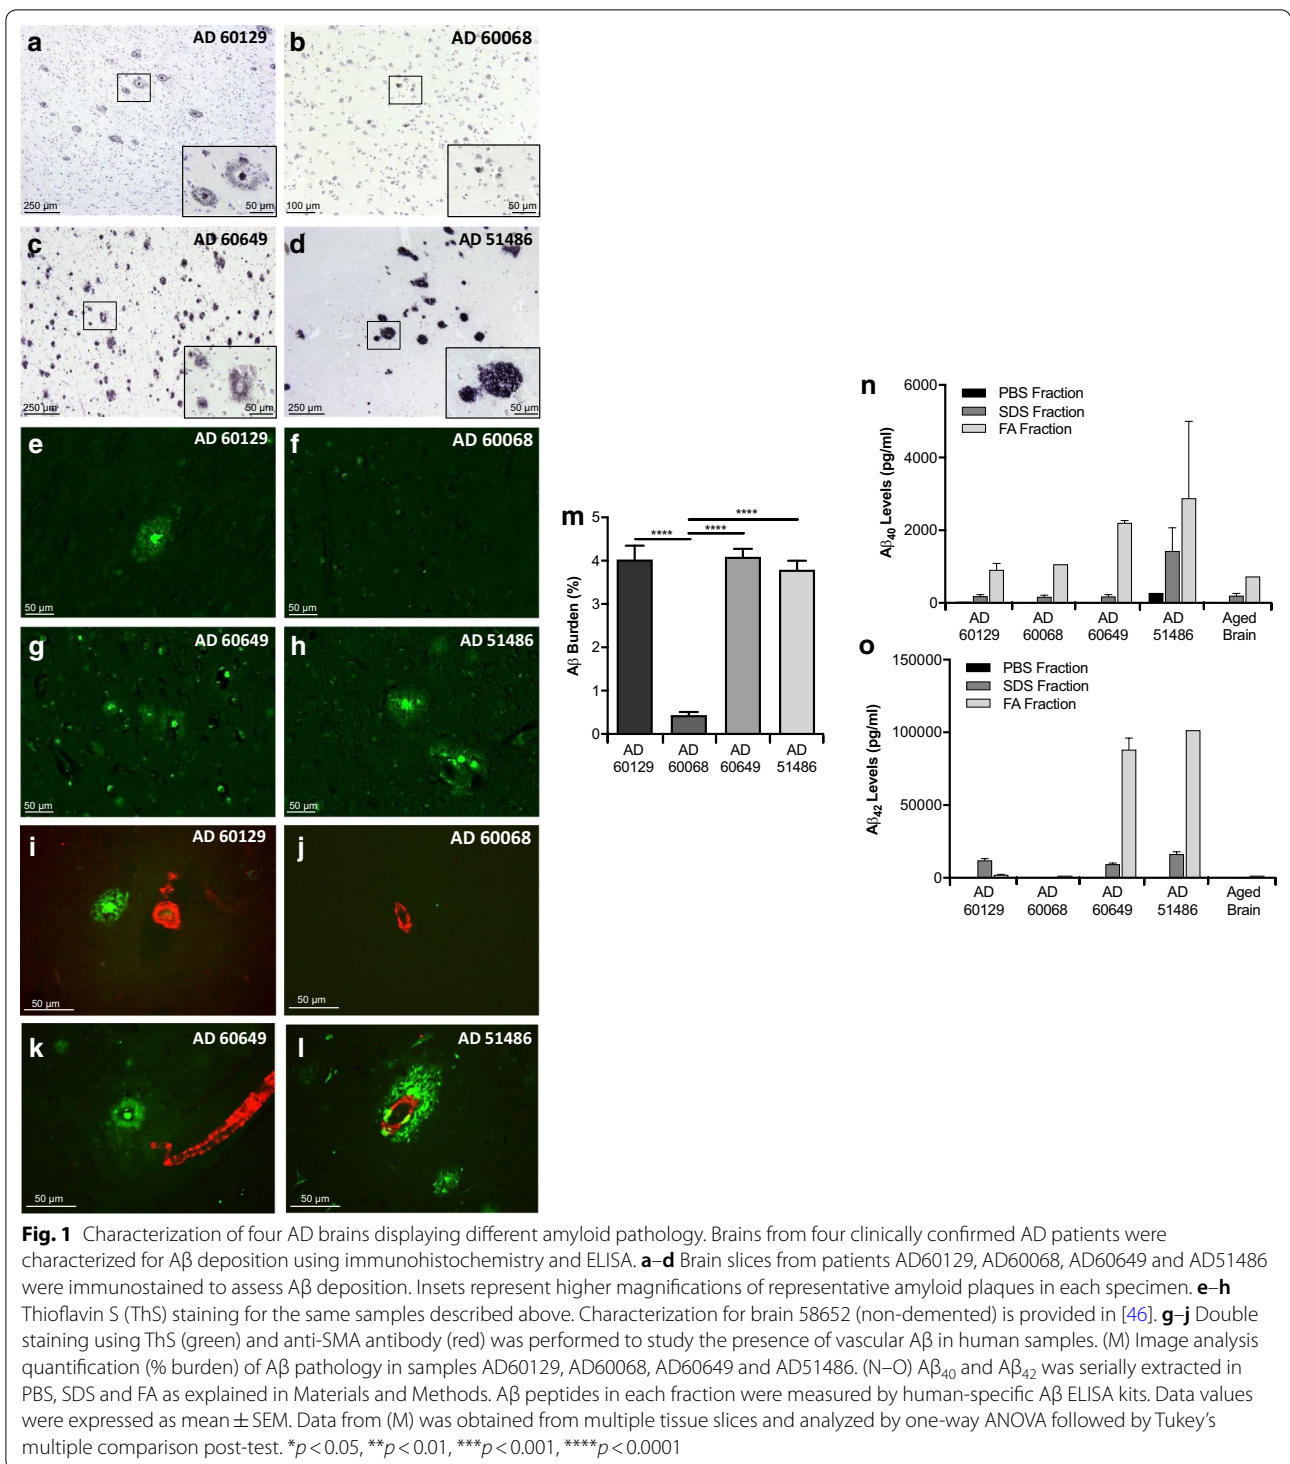 a AD 60129
250 µm 50 µm
b AD 60068
100 µm 50 µm
c AD 60649
250 µm 50 µm
d AD 51486
250 µm 50 µm
e AD 60129
50 µm
f AD 60068
50 µm
g AD 60649
50 µm
h AD 51486
50 µm
i AD 60129
50 µm
j AD 60068
50 µm
k AD 60649
50 µm
l AD 51486
50 µm
m
Aβ Burden (%)
5
4
3
2
1
0
**** **** ****
AD AD AD AD
60129 60068 60649 51486
n
Aβ40 Levels (pg/ml)
6000
4000
2000
0
PBS Fraction
SDS Fraction
FA Fraction
AD AD AD AD Aged
60129 60068 60649 51486 Brain
o
Aβ42 Levels (pg/ml)
150000
100000
50000
0
PBS Fraction
SDS Fraction
FA Fraction
AD AD AD AD Aged
60129 60068 60649 51486 Brain
Fig. 1 Characterization of four AD brains displaying different amyloid pathology. Brains from four clinically confirmed AD patients were
characterized for Aβ deposition using immunohistochemistry and ELISA. a–d Brain slices from patients AD60129, AD60068, AD60649 and AD51486
were immunostained to assess Aβ deposition. Insets represent higher magnifications of representative amyloid plaques in each specimen. e–h
Thioflavin S (ThS) staining for the same samples described above. Characterization for brain 58652 (non-demented) is provided in [46]. g–j Double
staining using ThS (green) and anti-SMA antibody (red) was performed to study the presence of vascular Aβ in human samples. (M) Image analysis
quantification (% burden) of Aβ pathology in samples AD60129, AD60068, AD60649 and AD51486. (N–O) Aβ40 and Aβ42 was serially extracted in
PBS, SDS and FA as explained in Materials and Methods. Aβ peptides in each fraction were measured by human-specific Aβ ELISA kits. Data values
were expressed as mean ± SEM. Data from (M) was obtained from multiple tissue slices and analyzed by one-way ANOVA followed by Tukey's
multiple comparison post-test. *p < 0.05, **p < 0.01, ***p < 0.001, ****p < 0.0001